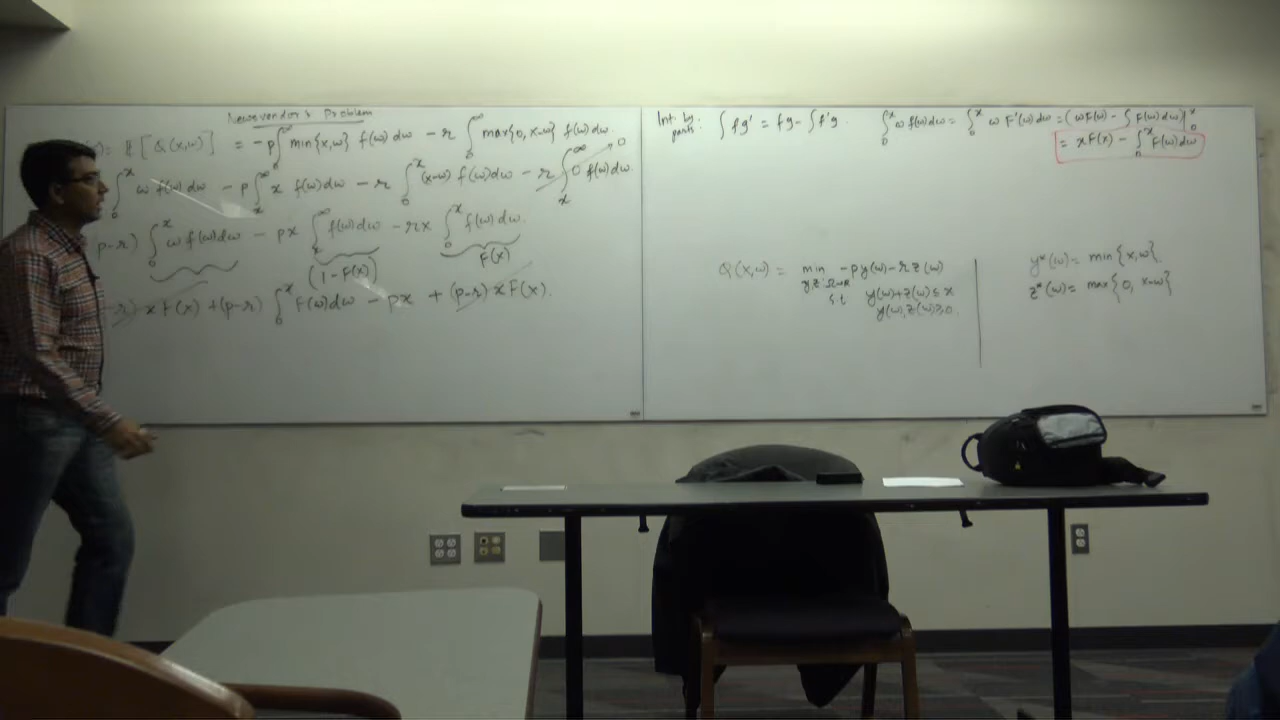 Newsvendor's Problem
): E[Q(x,ω)] = -p∫₀^∞ min{x,ω} f(ω)dω - r ∫₀^∞ max{0, x-ω} f(ω)dω.
∫₀^x ω f(ω)dω - p∫ₓ^∞ x f(ω)dω - r ∫₀^x (x-ω) f(ω)dω - r ∫ₓ^∞ 0 f(ω)dω. → 0
p-r) ∫₀^x ω f(ω)dω - px ∫ₓ^∞ f(ω)dω - rx ∫₀^x f(ω)dω.
(1-F(x)) F(x)
-r) x F(x) + (p-r) ∫₀^x F(ω)dω - px + (p-r) x F(x).
Int. by parts: ∫fg' = fg - ∫f'g. ∫₀^x ω f(ω)dω = ∫₀^x ω F'(ω)dω = (ωF(ω) - ∫F(ω)dω)|₀^x
= x F(x) - ∫₀^x F(ω)dω
Q(x,ω) = min -py(ω) - rz(ω)
s.t y(ω)+z(ω) ≤ x
y(ω), z(ω) ≥ 0.
y*(ω) = min{x,ω}.
z*(ω) = max{0, x-ω}